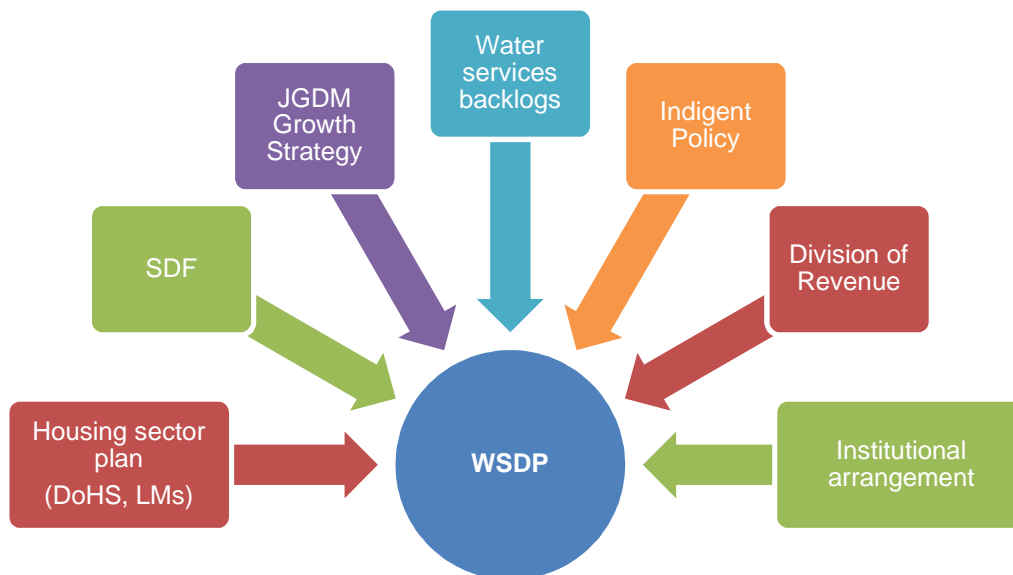 Water
services
backlogs
JGDM
Growth
Strategy
Indigent
Policy
SDF
Division of
Revenue
Housing sector
plan
(DoHS, LMs)
WSDP
Institutional
arrangement